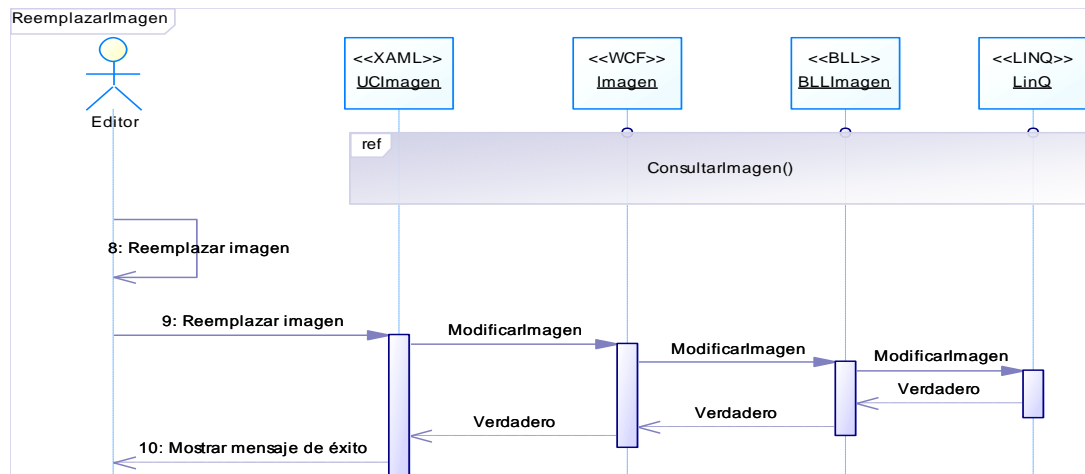 ReemplazarImagen
<<XAML>>
UCImagen
<<WCF>>
Imagen
<<BLL>>
BLLImagen
<<LINQ>>
LinQ
Editor
ref
ConsultarImagen()
8: Reemplazar imagen
9: Reemplazar imagen
ModificarImagen
ModificarImagen
ModificarImagen
Verdadero
Verdadero
Verdadero
10: Mostrar mensaje de éxito